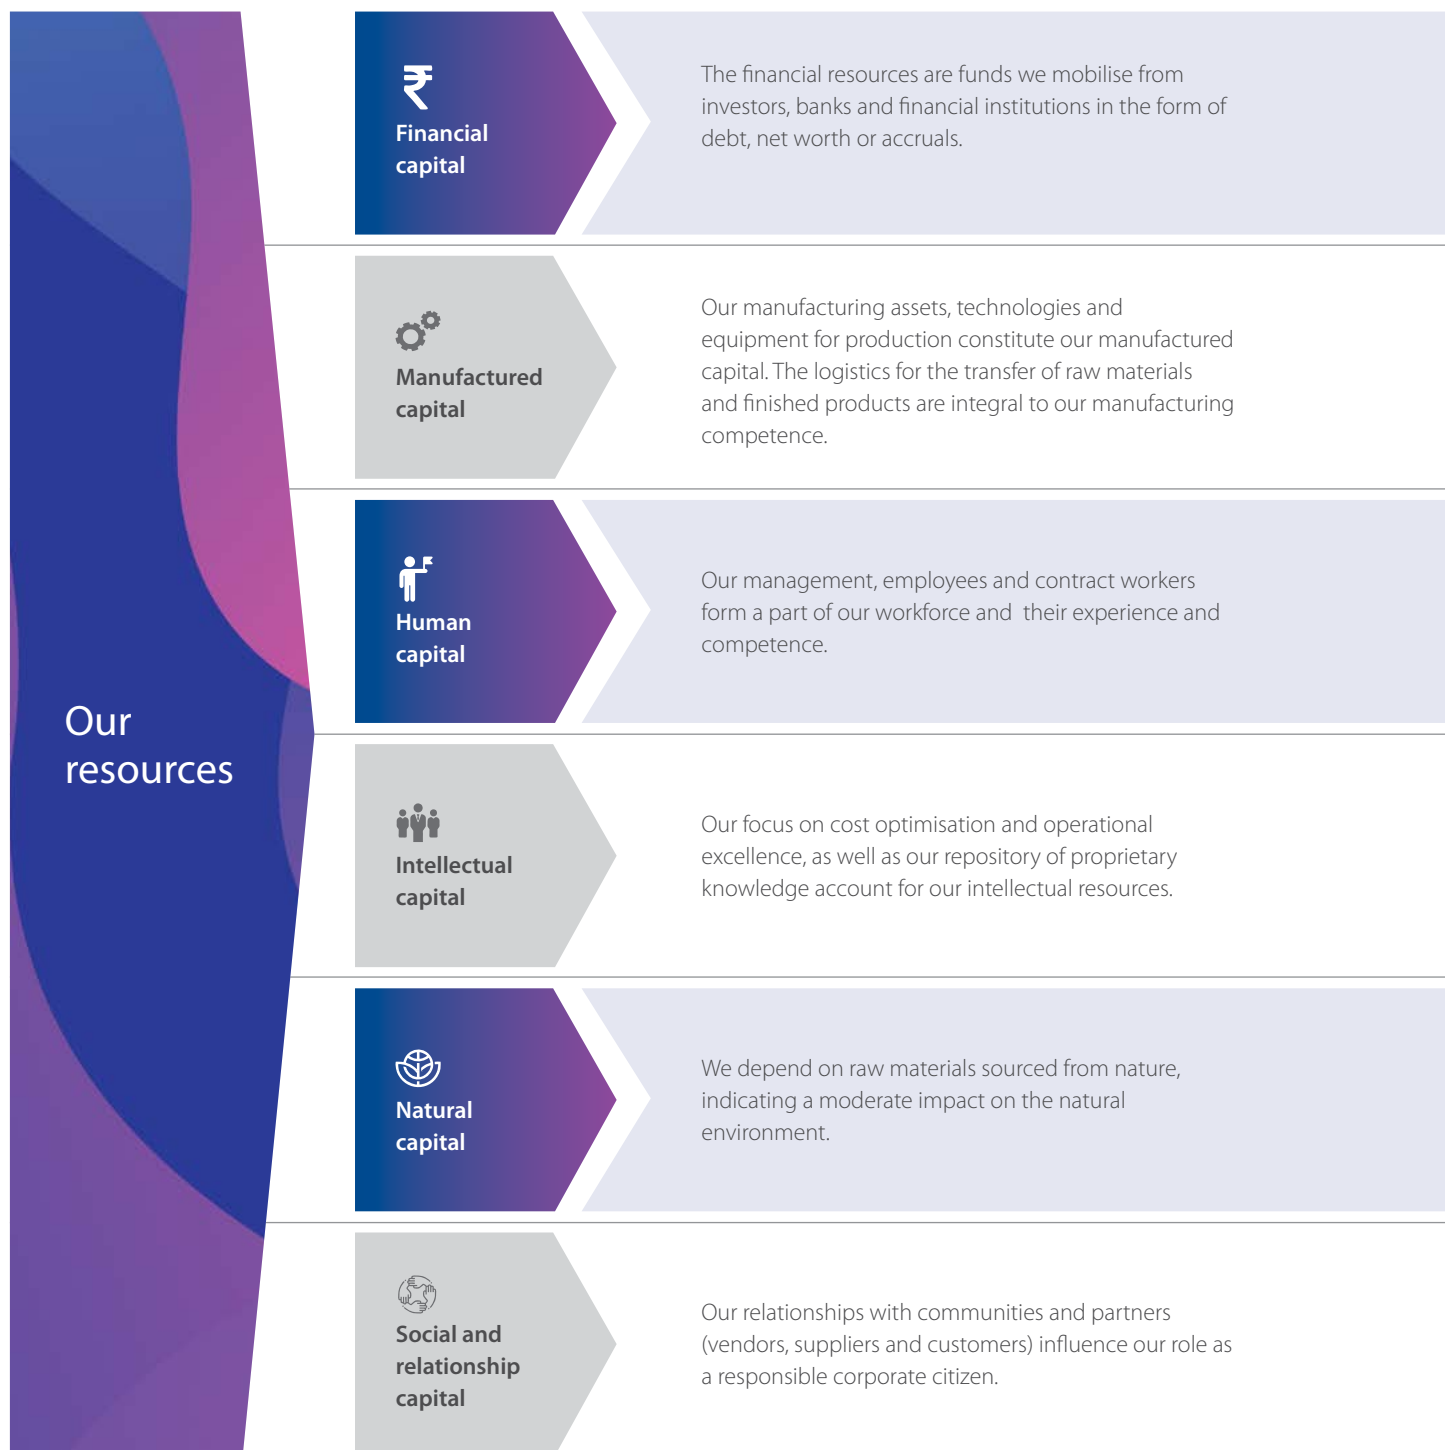 ₹
Financial
capital
The financial resources are funds we mobilise from
investors, banks and financial institutions in the form of
debt, net worth or accruals.
Manufactured
capital
Our manufacturing assets, technologies and
equipment for production constitute our manufactured
capital. The logistics for the transfer of raw materials
and finished products are integral to our manufacturing
competence.
Human
capital
Our management, employees and contract workers
form a part of our workforce and  their experience and
competence.
Our
resources
Intellectual
capital
Our focus on cost optimisation and operational
excellence, as well as our repository of proprietary
knowledge account for our intellectual resources.
Natural
capital
We depend on raw materials sourced from nature,
indicating a moderate impact on the natural
environment.
Social and
relationship
capital
Our relationships with communities and partners
(vendors, suppliers and customers) influence our role as
a responsible corporate citizen.